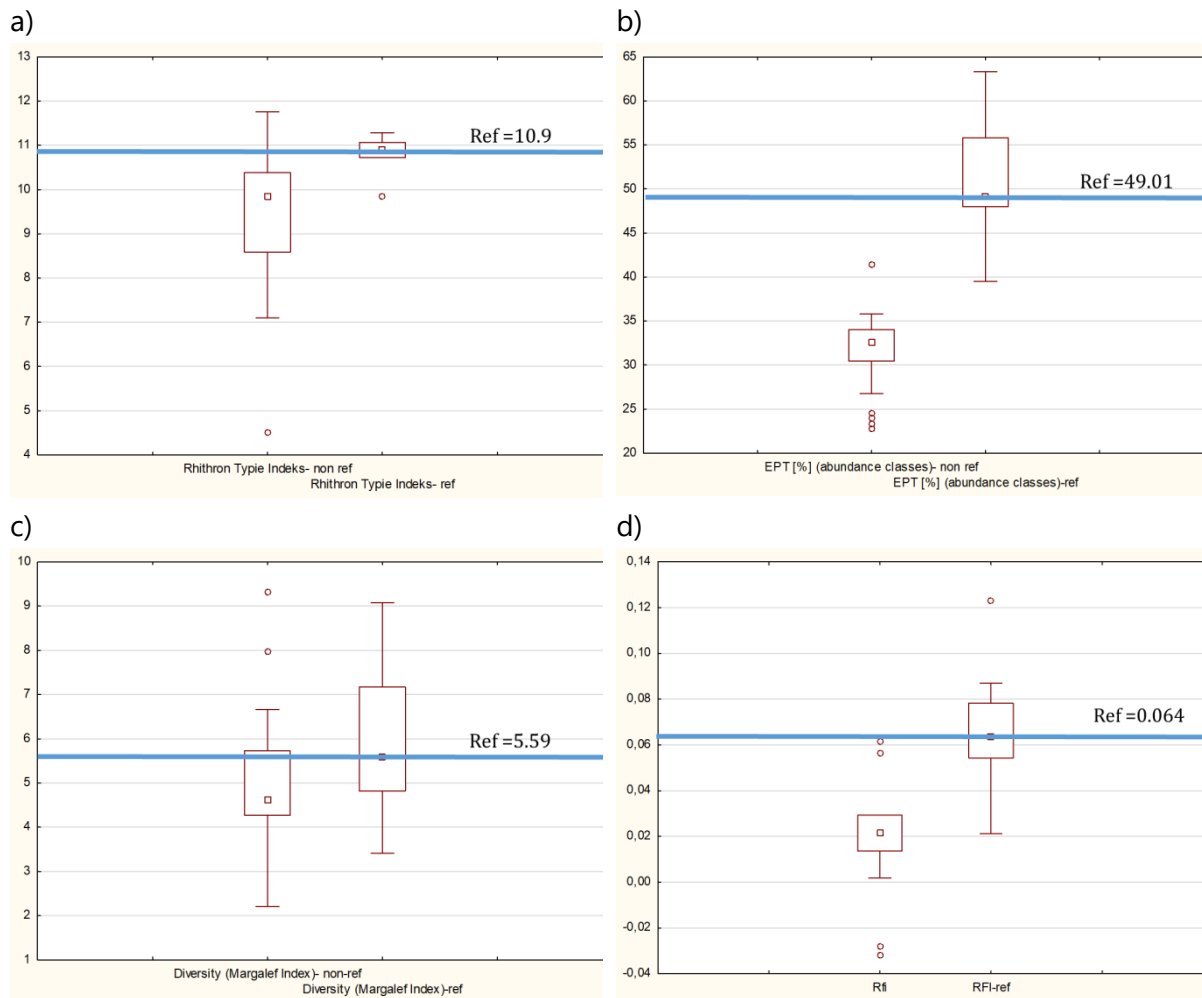 a)
13
12
11
10
9
8
7
6
5
4
Ref =10.9
Rhithron Typie Indeks- non ref
Rhithron Typie Indeks- ref
b)
65
60
55
50
45
40
35
30
25
20
Ref =49.01
EPT [%] (abundance classes)- non ref
EPT [%] (abundance classes)-ref
c)
10
9
8
7
6
5
4
3
2
1
Ref =5.59
Diversity (Margalef Index)- non-ref
Diversity (Margalef Index)-ref
d)
0,14
0,12
0,10
0,08
0,06
0,04
0,02
0,00
-0,02
-0,04
Ref =0.064
Rfi RFI-ref